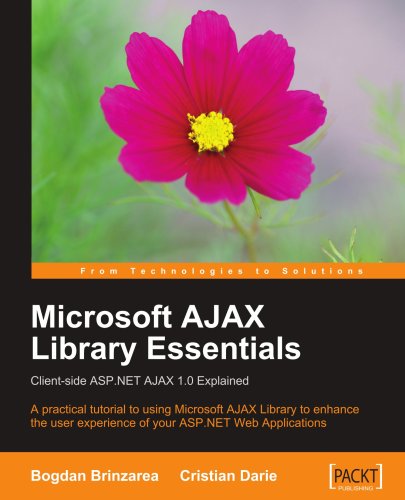 From Technologies to Solutions
Microsoft AJAX
Library Essentials
Client-side ASP.NET AJAX 1.0 Explained
A practical tutorial to using Microsoft AJAX Library to enhance
the user experience of your ASP.NET Web Applications
Bogdan Brinzarea Cristian Darie
PACKT
PUBLISHING